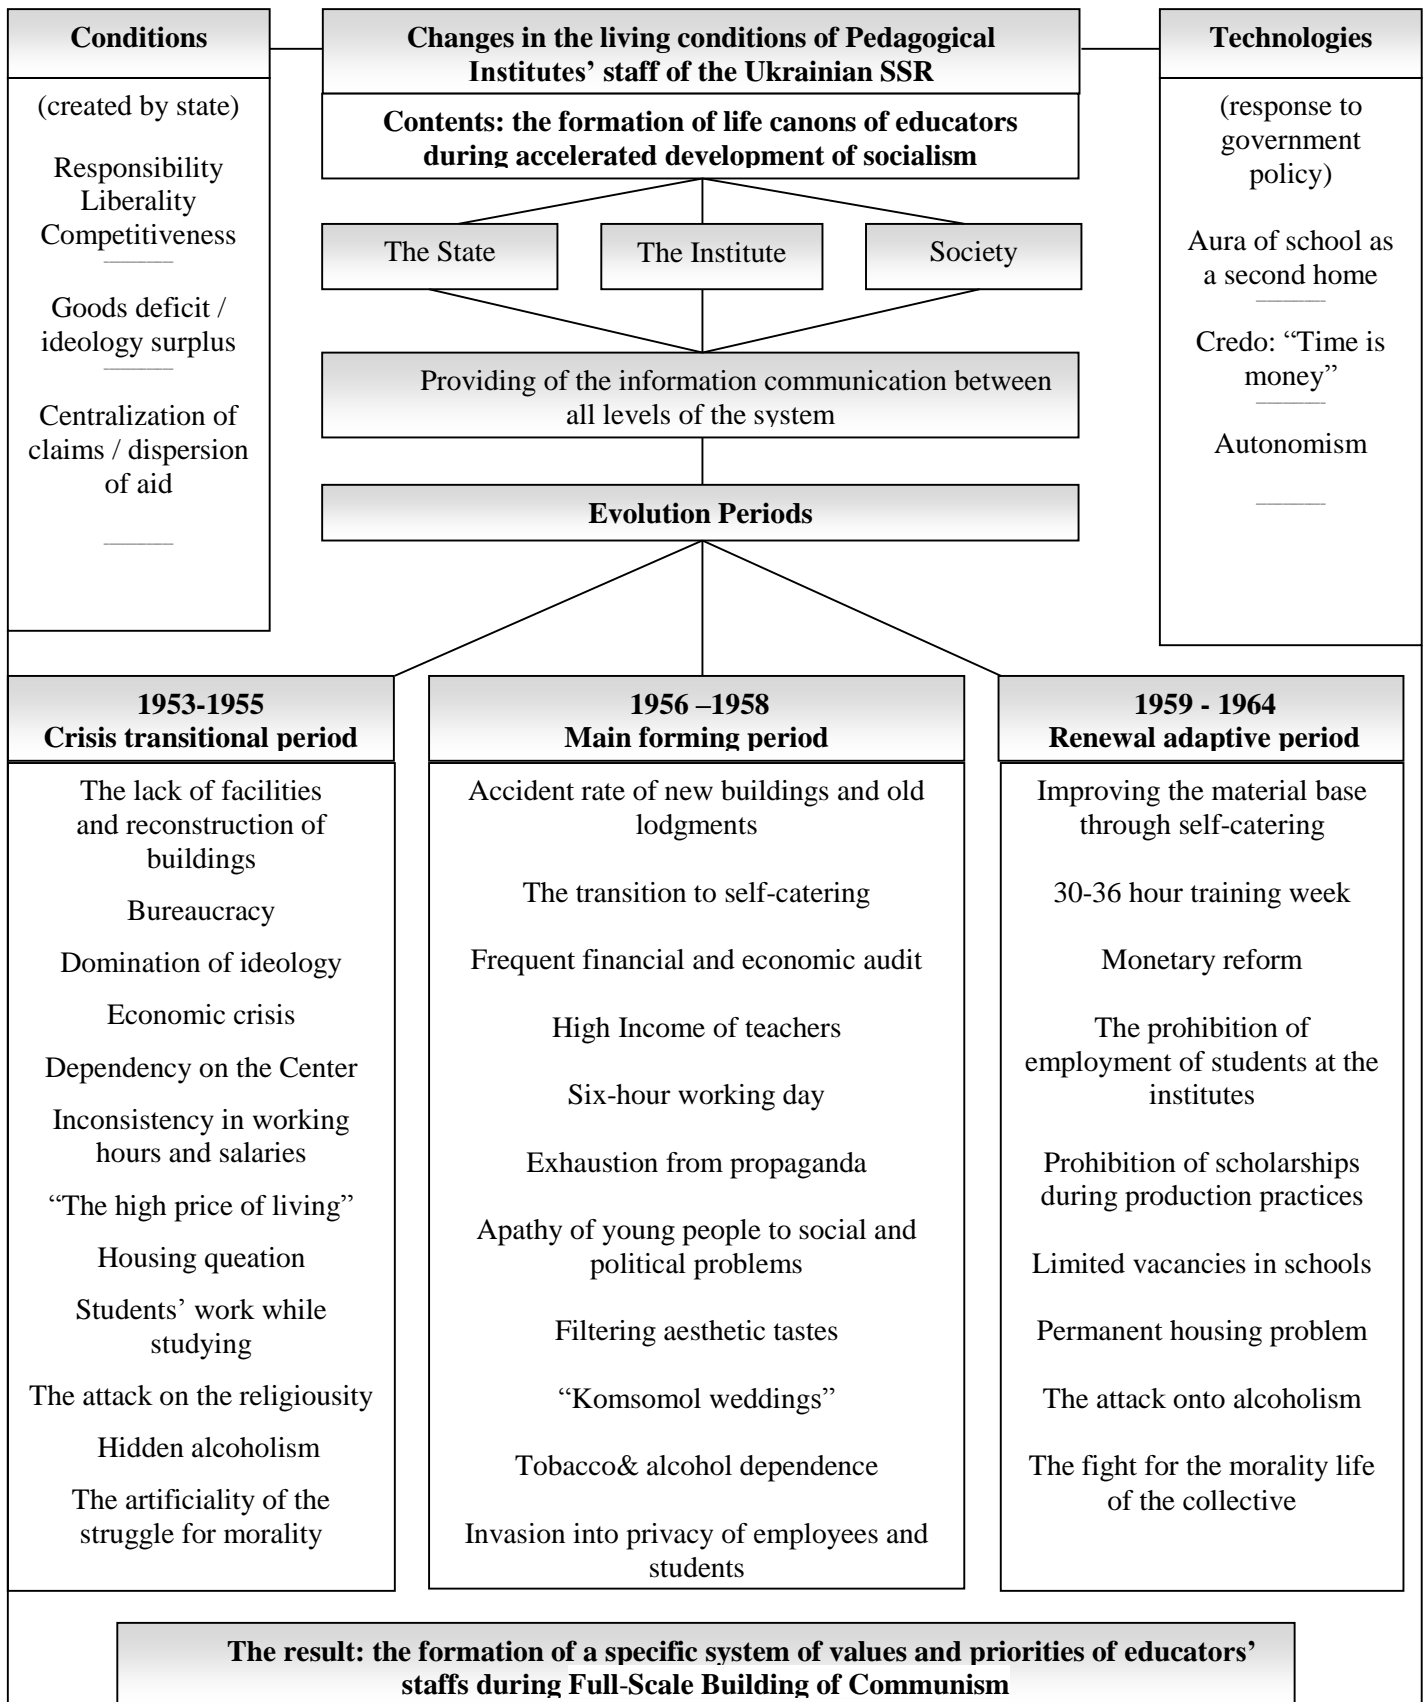 Conditions
(created by state)
Responsibility
Liberality
Competitiveness
Goods deficit /
ideology surplus
Centralization of
claims / dispersion
of aid
Changes in the living conditions of Pedagogical
Institutes’ staff of the Ukrainian SSR
Contents: the formation of life canons of educators
during accelerated development of socialism
The State
The Institute
Society
Providing of the information communication between
all levels of the system
Evolution Periods
Technologies
(response to
government
policy)
Aura of school as
a second home
Credo: “Time is
money”
Autonomism
1953-1955
Crisis transitional period
The lack of facilities
and reconstruction of
buildings
Bureaucracy
Domination of ideology
Economic crisis
Dependency on the Center
Inconsistency in working
hours and salaries
“The high price of living”
Housing queation
Students’ work while
studying
The attack on the religiousity
Hidden alcoholism
The artificiality of the
struggle for morality
1956 –1958
Main forming period
Accident rate of new buildings and old
lodgments
The transition to self-catering
Frequent financial and economic audit
High Income of teachers
Six-hour working day
Exhaustion from propaganda
Apathy of young people to social and
political problems
Filtering aesthetic tastes
“Komsomol weddings”
Tobacco& alcohol dependence
Invasion into privacy of employees and
students
1959 - 1964
Renewal adaptive period
Improving the material base
through self-catering
30-36 hour training week
Monetary reform
The prohibition of
employment of students at the
institutes
Prohibition of scholarships
during production practices
Limited vacancies in schools
Permanent housing problem
The attack onto alcoholism
The fight for the morality life
of the collective
The result: the formation of a specific system of values and priorities of educators’
staffs during Full-Scale Building of Communism